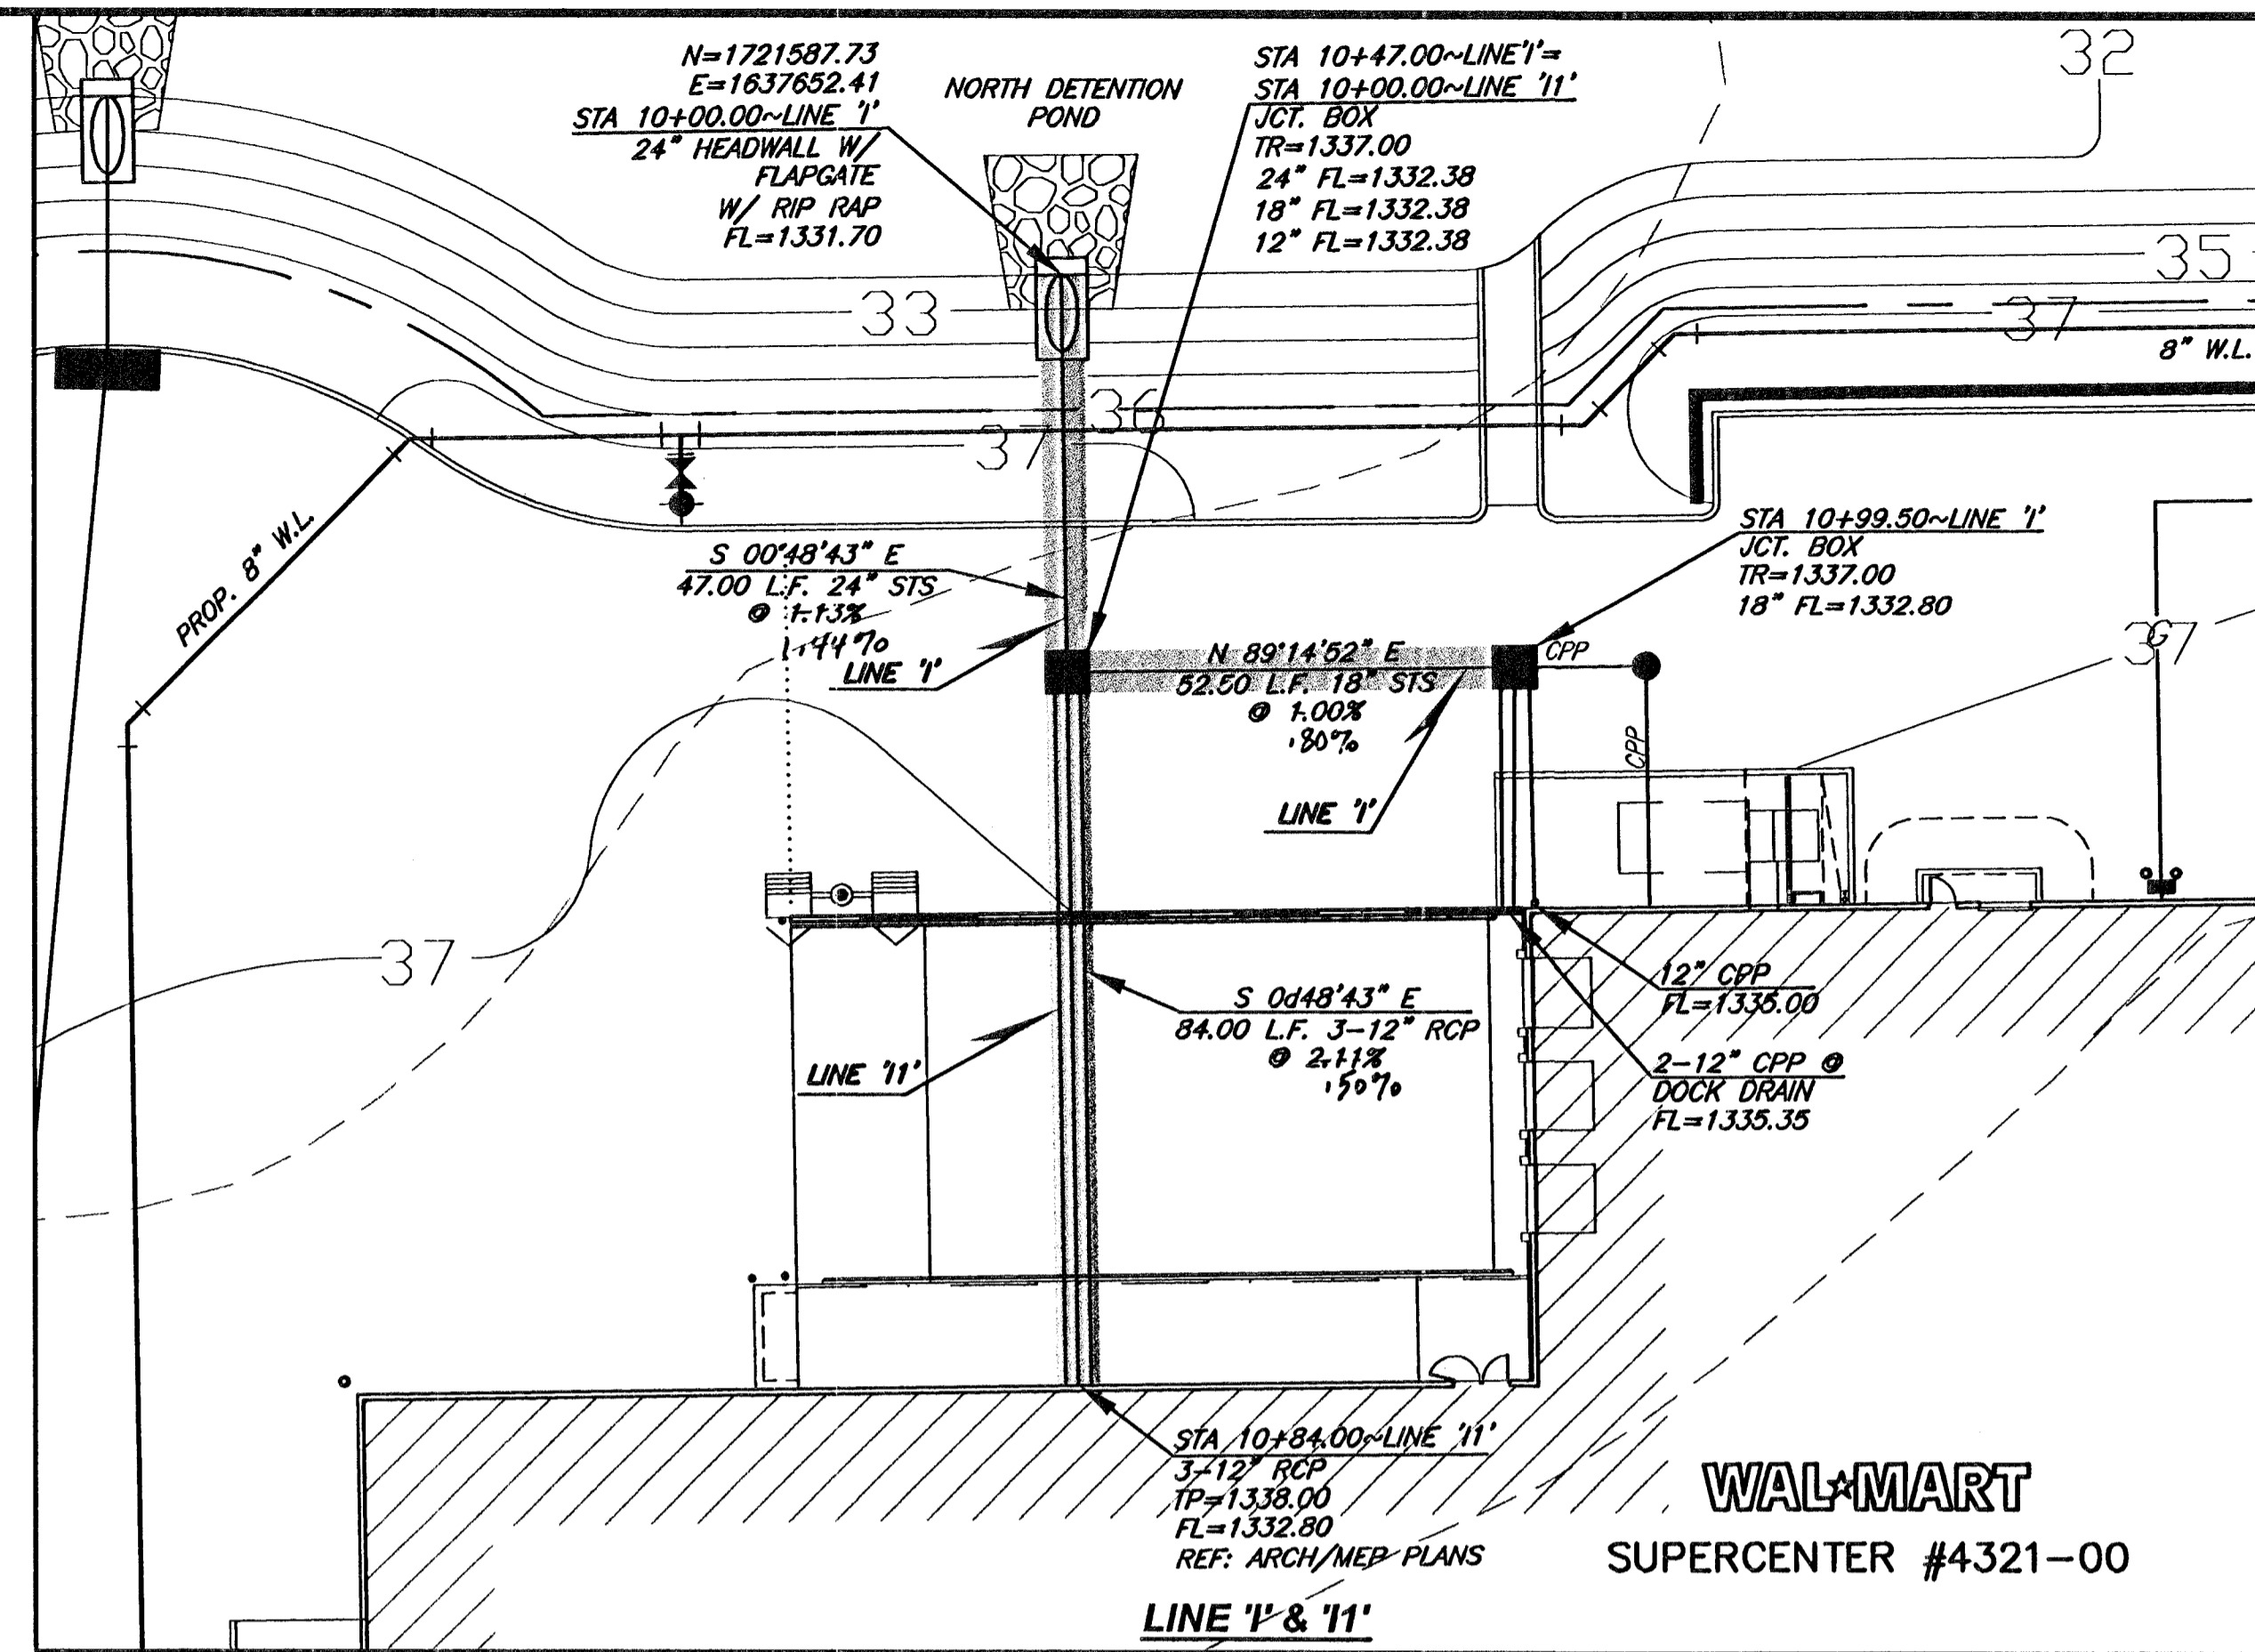 N=1721587.73
E=1637652.41
STA 10+00.00~LINE 'I'
24" HEADWALL W/
FLAPGATE
W/ RIP RAP
FL=1331.70
NORTH DETENTION
POND
STA 10+47.00~LINE'I'=
STA 10+00.00~LINE 'I1'
JCT. BOX
TR=1337.00
24" FL=1332.38
18" FL=1332.38
12" FL=1332.38
32
35
33
37
8" W.L.
36
37
PROP. 8" W.L.
S 00°48'43" E
47.00 L.F. 24" STS
@ 1.13%
1.44%
LINE 'I'
STA 10+99.50~LINE 'I'
JCT. BOX
TR=1337.00
18" FL=1332.80
N 89°14'52" E
52.50 L.F. 18" STS
@ 1.00%
.80%
LINE 'I'
CPP
CPP
G
37
37
S 0d48'43" E
84.00 L.F. 3-12" RCP
@ 2.11%
.50%
LINE 'I1'
12" CPP
FL=1335.00
2-12" CPP @
DOCK DRAIN
FL=1335.35
STA 10+84.00~LINE 'I1'
3-12" RCP
TP=1338.00
FL=1332.80
REF: ARCH/MEP PLANS
WAL★MART
SUPERCENTER #4321-00
LINE 'I' & 'I1'